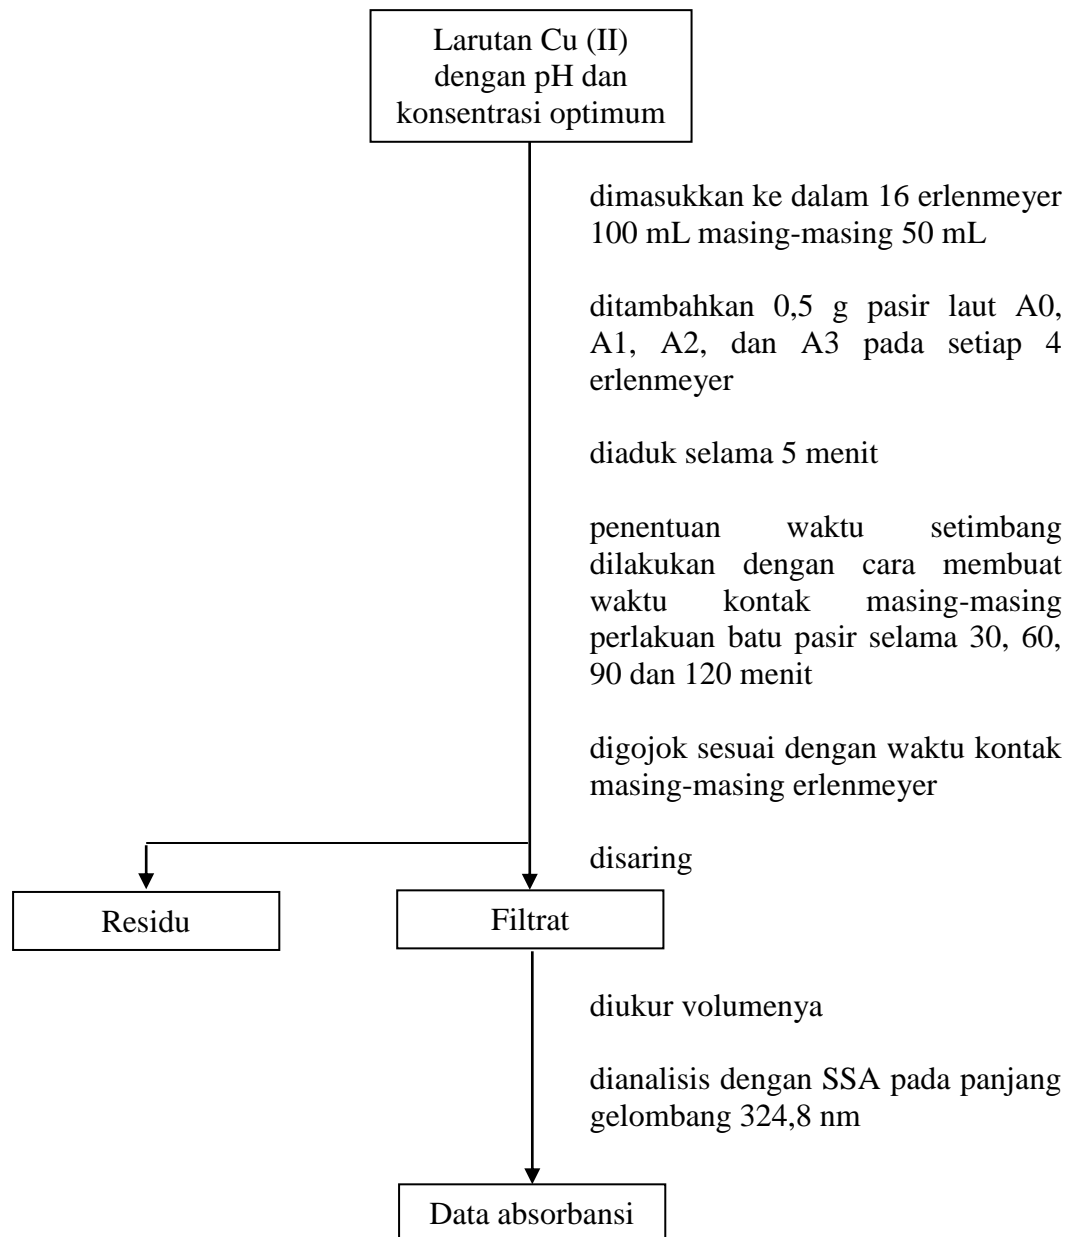 Larutan Cu (II)
dengan pH dan
konsentrasi optimum
dimasukkan ke dalam 16 erlenmeyer
100 mL masing-masing 50 mL
ditambahkan 0,5 g pasir laut A0,
A1, A2, dan A3 pada setiap 4
erlenmeyer
diaduk selama 5 menit
penentuan waktu setimbang
dilakukan dengan cara membuat
waktu kontak masing-masing
perlakuan batu pasir selama 30, 60,
90 dan 120 menit
digojok sesuai dengan waktu kontak
masing-masing erlenmeyer
disaring
Residu
Filtrat
diukur volumenya
dianalisis dengan SSA pada panjang
gelombang 324,8 nm
Data absorbansi